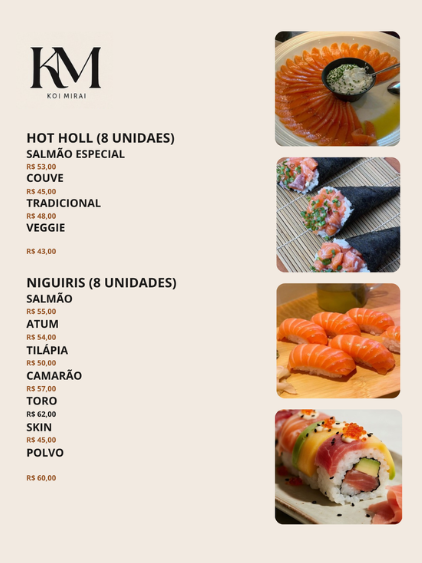 KM
KOI MIRAI
HOT HOLL (8 UNIDAES)
SALMÃO ESPECIAL
R$ 53,00
COUVE
R$ 45,00
TRADICIONAL
R$ 48,00
VEGGIE
R$ 43,00
NIGUIRIS (8 UNIDADES)
SALMÃO
R$ 55,00
ATUM
R$ 54,00
TILÁPIA
R$ 50,00
CAMARÃO
R$ 57,00
TORO
R$ 62,00
SKIN
R$ 45,00
POLVO
R$ 60,00